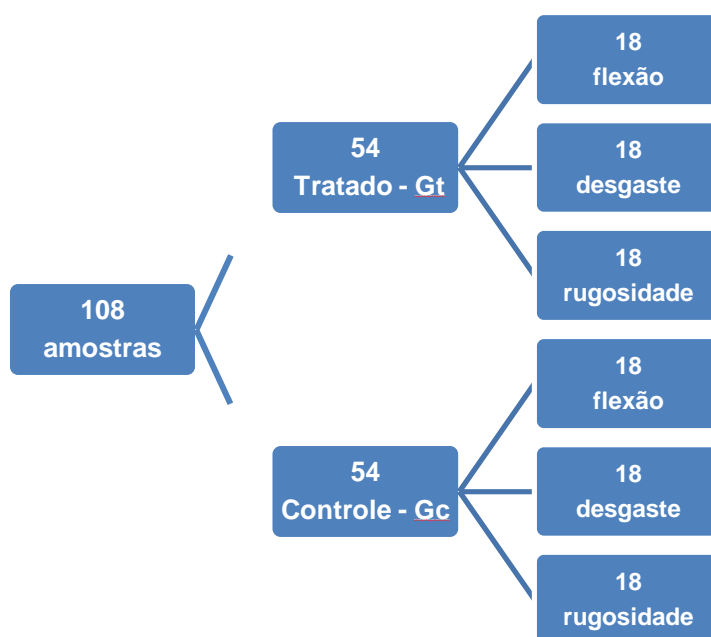 108
amostras
54
Tratado - Gt
18
flexão
18
desgaste
18
rugosidade
54
Controle - Gc
18
flexão
18
desgaste
18
rugosidade